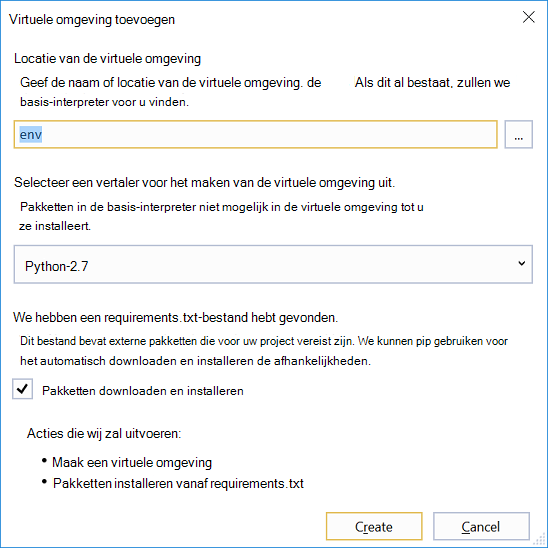 Virtuele omgeving toevoegen
Locatie van de virtuele omgeving
Geef de naam of locatie van de virtuele omgeving. de Als dit al bestaat, zullen we
basis-interpreter voor u vinden.
env
...
Selecteer een vertaler voor het maken van de virtuele omgeving uit.
Pakketten in de basis-interpreter niet mogelijk in de virtuele omgeving tot u
ze installeert.
Python-2.7
We hebben een requirements.txt-bestand hebt gevonden.
Dit bestand bevat externe pakketten die voor uw project vereist zijn. We kunnen pip gebruiken voor
het automatisch downloaden en installeren de afhankelijkheden.
Pakketten downloaden en installeren
Acties die wij zal uitvoeren:
• Maak een virtuele omgeving
• Pakketten installeren vanaf requirements.txt
Create
Cancel